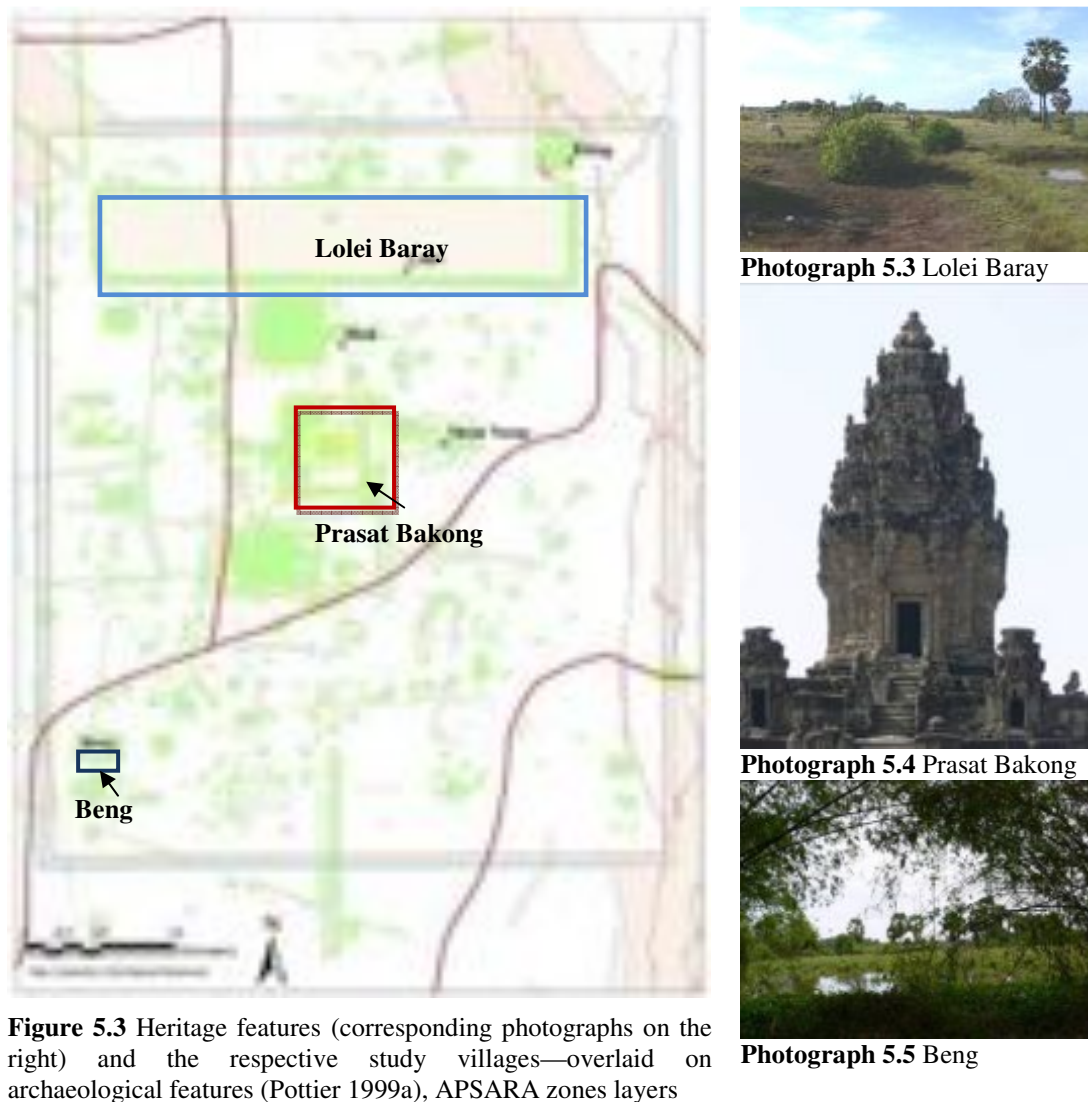 Lolei Baray
Prasat Bakong
Beng
Figure 5.3 Heritage features (corresponding photographs on the
right) and the respective study villages—overlaid on
archaeological features (Pottier 1999a), APSARA zones layers
Photograph 5.3 Lolei Baray
Photograph 5.4 Prasat Bakong
Photograph 5.5 Beng